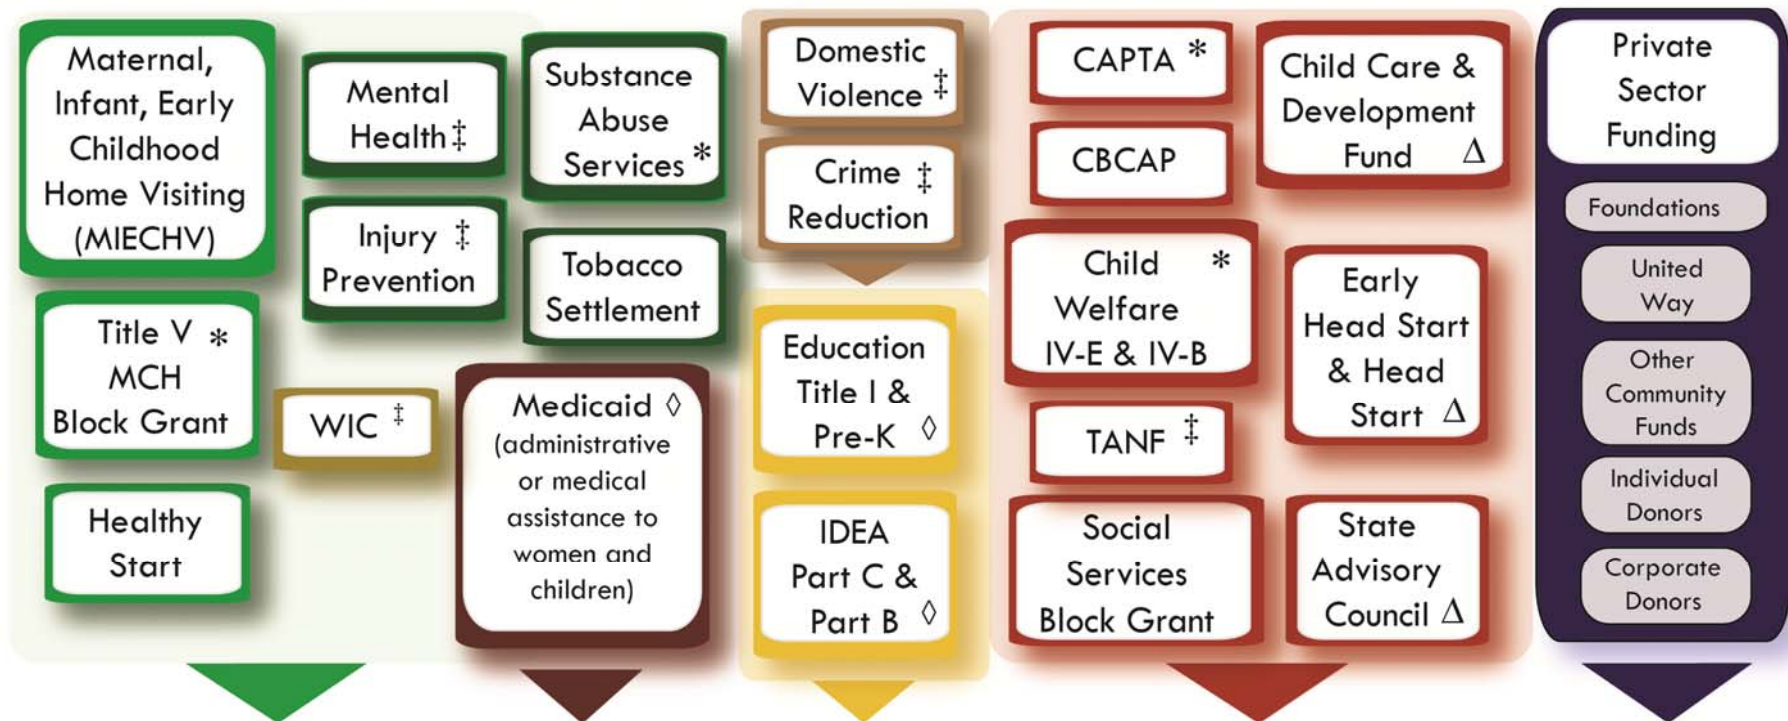 Maternal,
Infant, Early
Childhood
Home Visiting
(MIECHV)
Title V *
MCH
Block Grant
Healthy
Start
Mental
Health‡
Injury ‡
Prevention
WIC ‡
Substance
Abuse
Services *
Tobacco
Settlement
Medicaid ◊
(administrative
or medical
assistance to
women and
children)
Domestic
Violence ‡
Crime ‡
Reduction
Education
Title I &
Pre-K ◊
IDEA
Part C &
Part B ◊
CAPTA *
CBCAP
Child *
Welfare
IV-E & IV-B
TANF ‡
Social
Services
Block Grant
Child Care &
Development
Fund Δ
Early
Head Start
& Head
Start Δ
State
Advisory
Council Δ
Private
Sector
Funding
Foundations
United
Way
Other
Community
Funds
Individual
Donors
Corporate
Donors